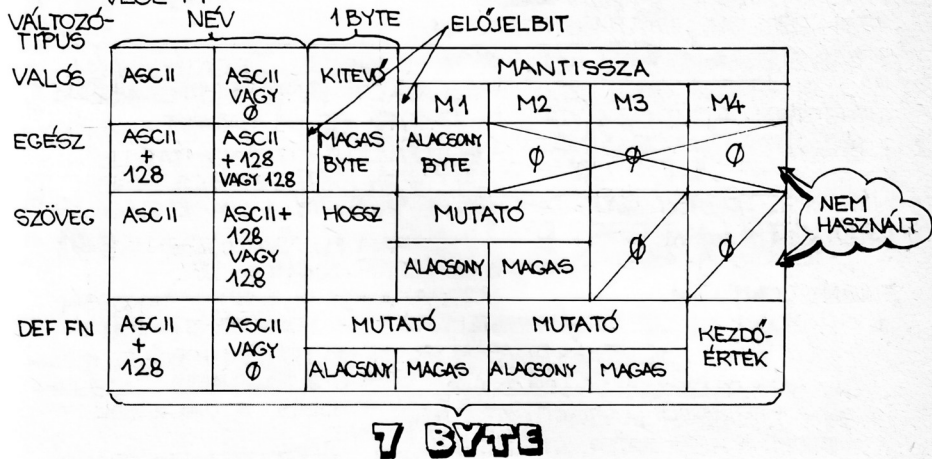 VÁLTOZÓ-
TIPUS
NÉV
1 BYTE
ELŐJELBIT
VALÓS
ASCII
ASCII
VAGY
Ø
KITEVŐ
MANTISSZA
M1
M2
M3
M4
EGÉSZ
ASCII
+
128
ASCII
+128
VAGY 128
MAGAS
BYTE
ALACSONY
BYTE
Ø
Ø
Ø
NEM
HASZNÁLT
SZÖVEG
ASCII
ASCII+
128
VAGY
128
HOSSZ
MUTATÓ
ALACSONY
MAGAS
Ø
Ø
DEF FN
ASCII
+
128
ASCII
VAGY
Ø
MUTATÓ
MUTATÓ
KEZDŐ-
ÉRTÉK
ALACSONY
MAGAS
ALACSONY
MAGAS
7 BYTE